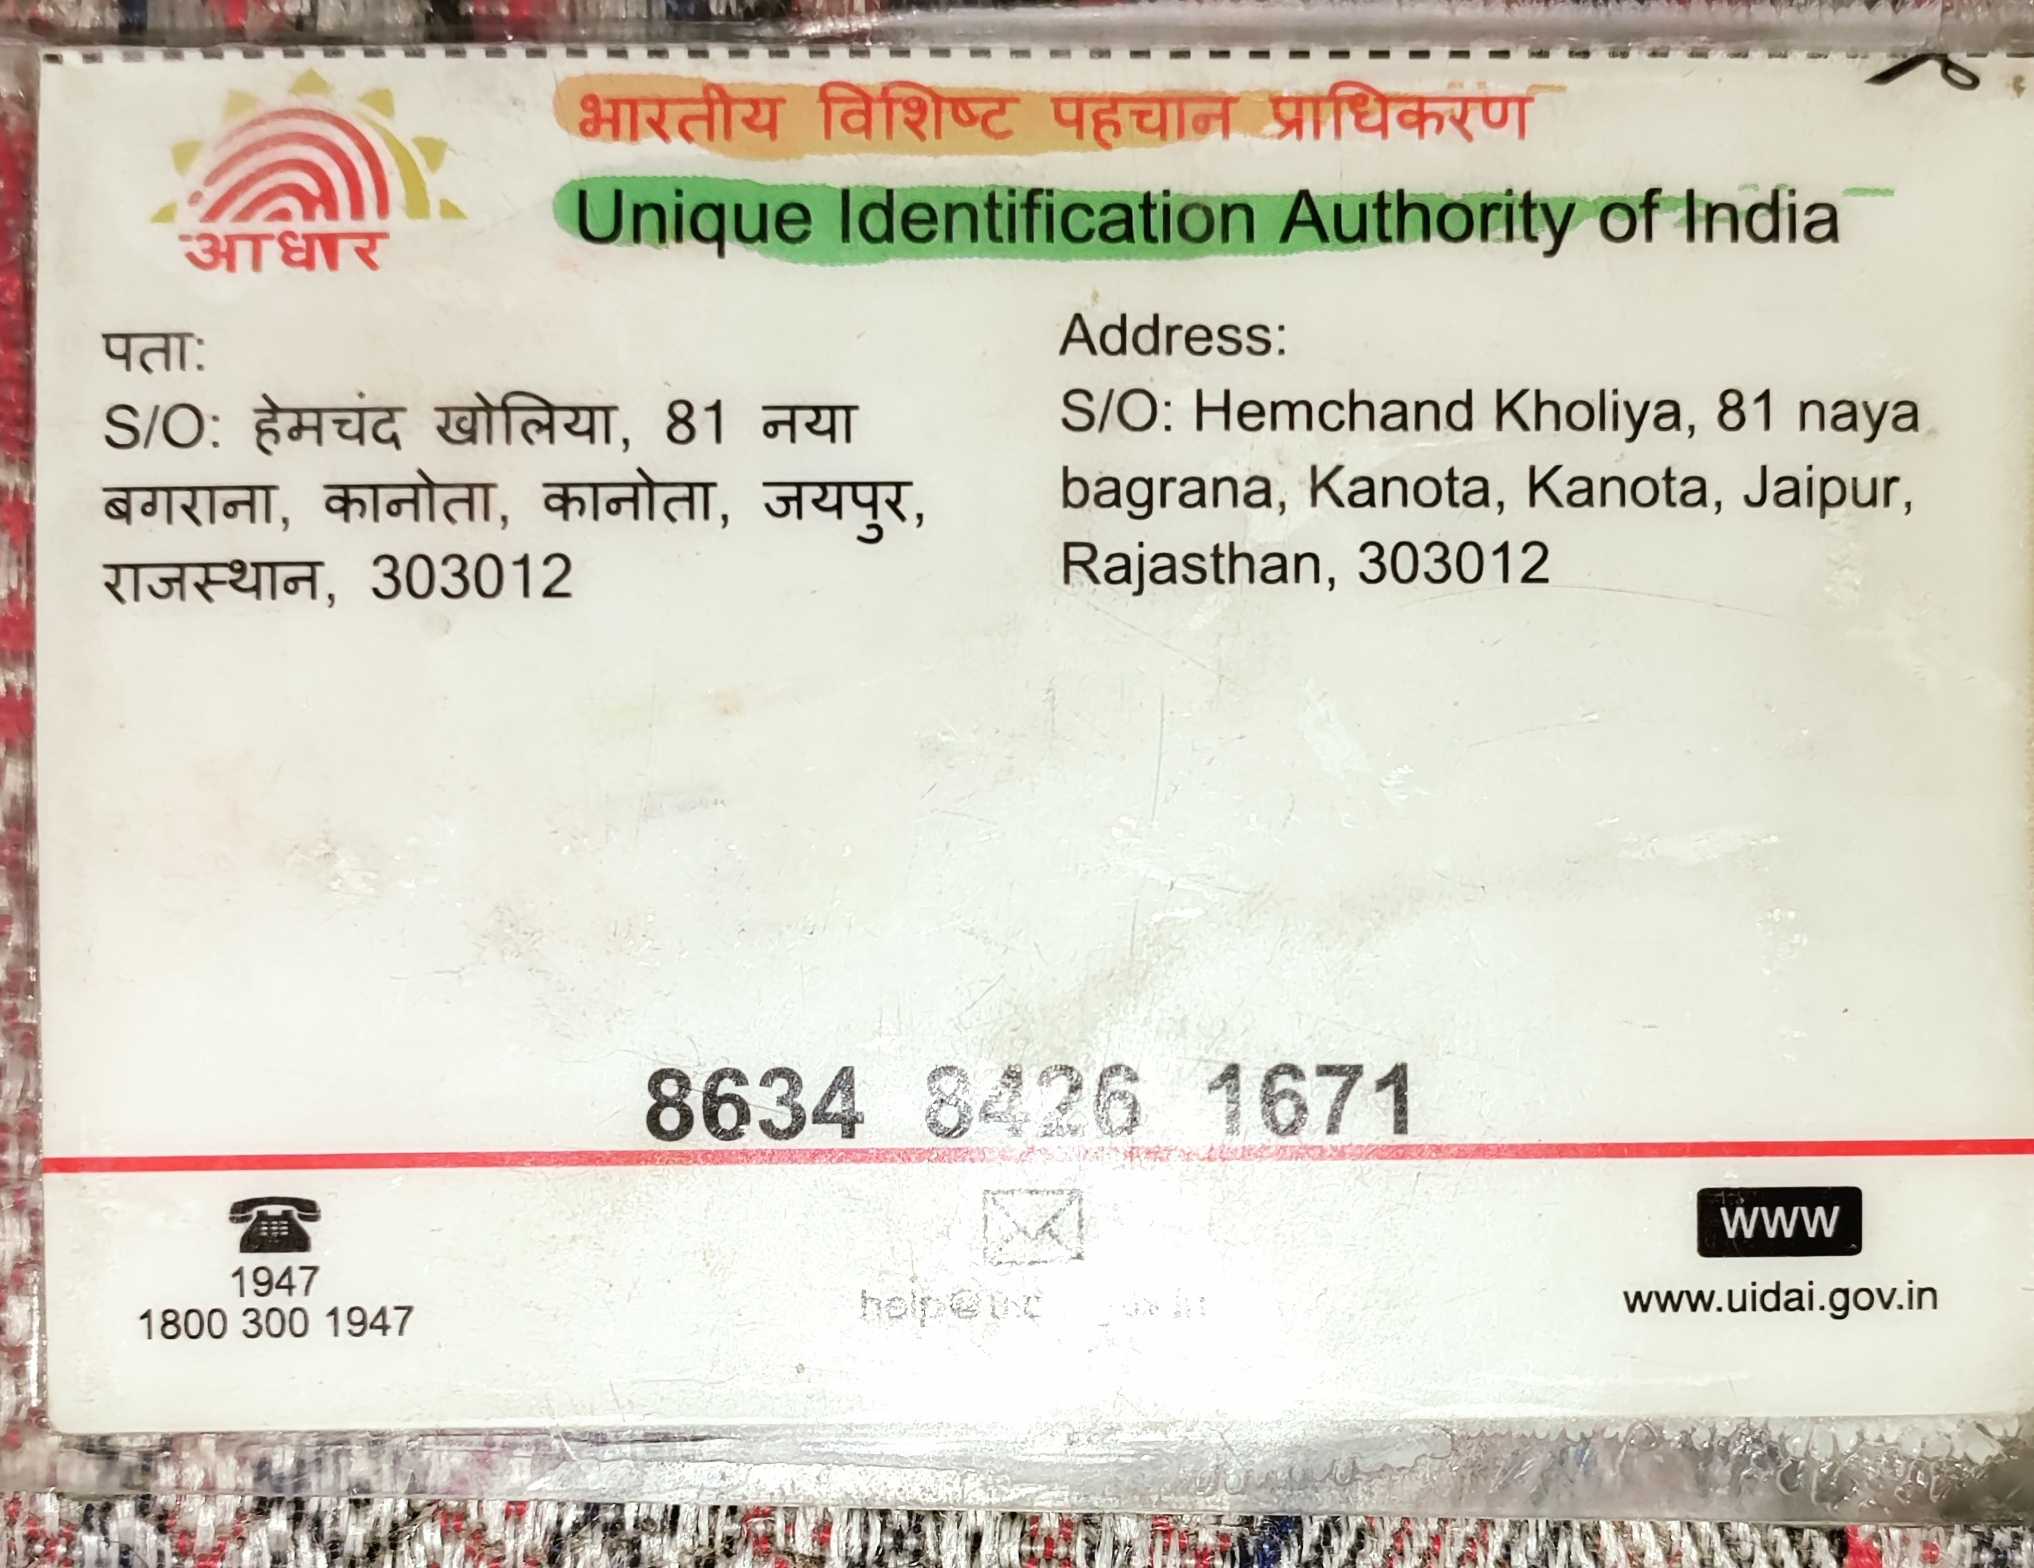 आधार
भारतीय विशिष्ट पहचान प्राधिकरण
Unique Identification Authority of India
पता:
S/O: हेमचंद खोलिया, 81 नया
बगराना, कानोता, कानोता, जयपुर,
राजस्थान, 303012
Address:
S/O: Hemchand Kholiya, 81 naya
bagrana, Kanota, Kanota, Jaipur,
Rajasthan, 303012
8634 8426 1671
1947
1800 300 1947
WWW
www.uidai.gov.in